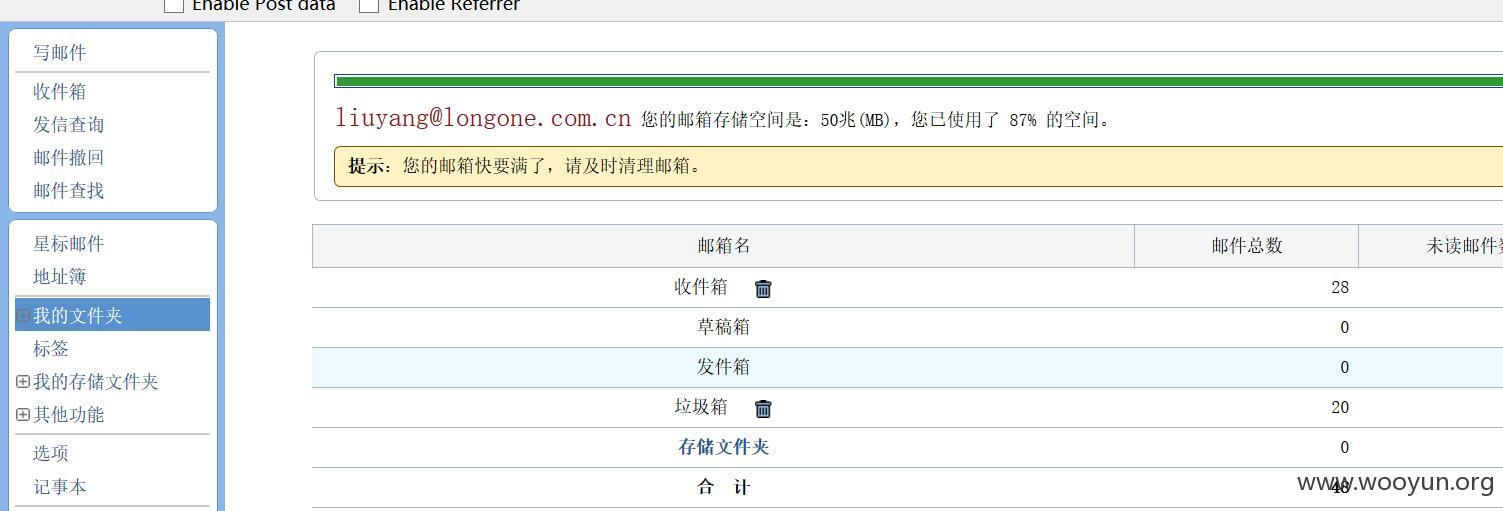 Enable Post data Enable Referrer
写邮件
收件箱
发信查询
邮件撤回
邮件查找
星标邮件
地址簿
我的文件夹
标签
我的存储文件夹
其他功能
选项
记事本
liuyang@longone.com.cn 您的邮箱存储空间是：50兆(MB)，您已使用了 87% 的空间。
提示：您的邮箱快要满了，请及时清理邮箱。
邮箱名 邮件总数 未读邮件数
收件箱 28
草稿箱 0
发件箱 0
垃圾箱 20
存储文件夹 0
合 计 48
www.wooyun.org